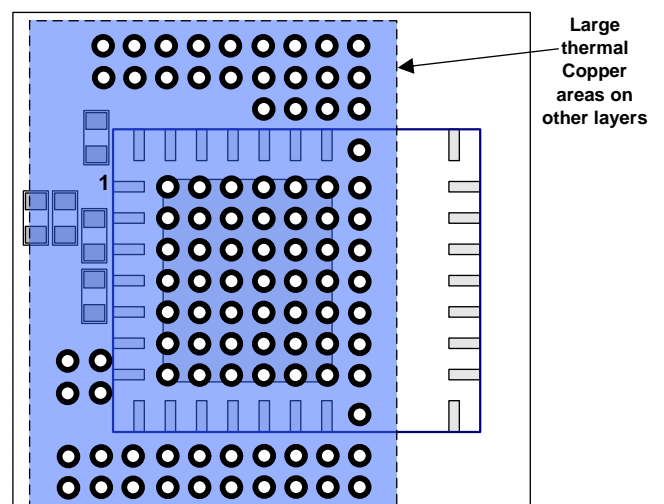 Large
thermal
Copper
areas on
other layers
1